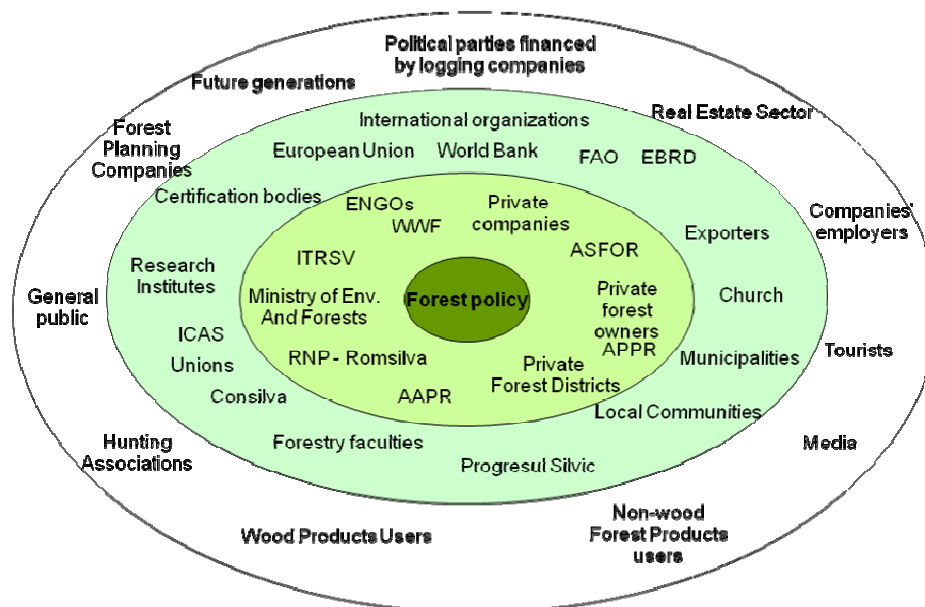 Political parties financed
by logging companies
Future generations
Real Estate Sector
International organizations
Forest
Planning
Companies
European Union
World Bank
FAO
EBRD
Certification bodies
ENGOs
WWF
Private
companies
Companies'
employers
Exporters
ASFOR
ITRSV
Research
Institutes
General
public
Ministry of Env.
And Forests
Forest policy
Private
forest
owners
APPR
Church
ICAS
Unions
RNP - Romsilva
Private
Forest Districts
Municipalities
Tourists
Consilva
AAPR
Local Communities
Hunting
Associations
Forestry faculties
Progresul Silvic
Media
Wood Products Users
Non-wood
Forest Products
users